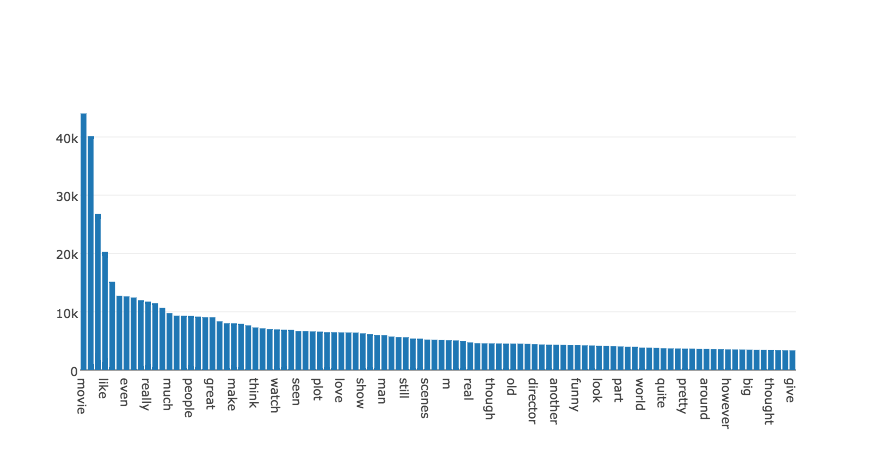 40k
30k
20k
10k
0
movie
like
even
really
much
people
great
make
think
watch
seen
plot
love
show
man
still
scenes
m
real
though
old
director
another
funny
look
part
world
quite
pretty
around
however
big
thought
give